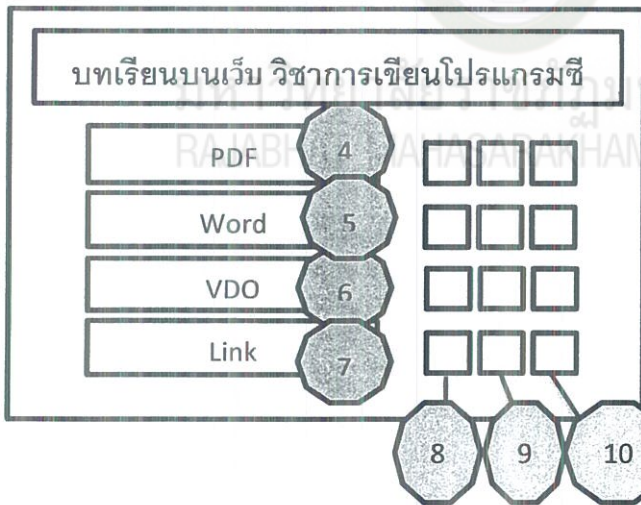 บทเรียนบนเว็บ วิชาการเขียนโปรแกรมซี
PDF 4
Word 5
VDO 6
Link 7
8 9 10